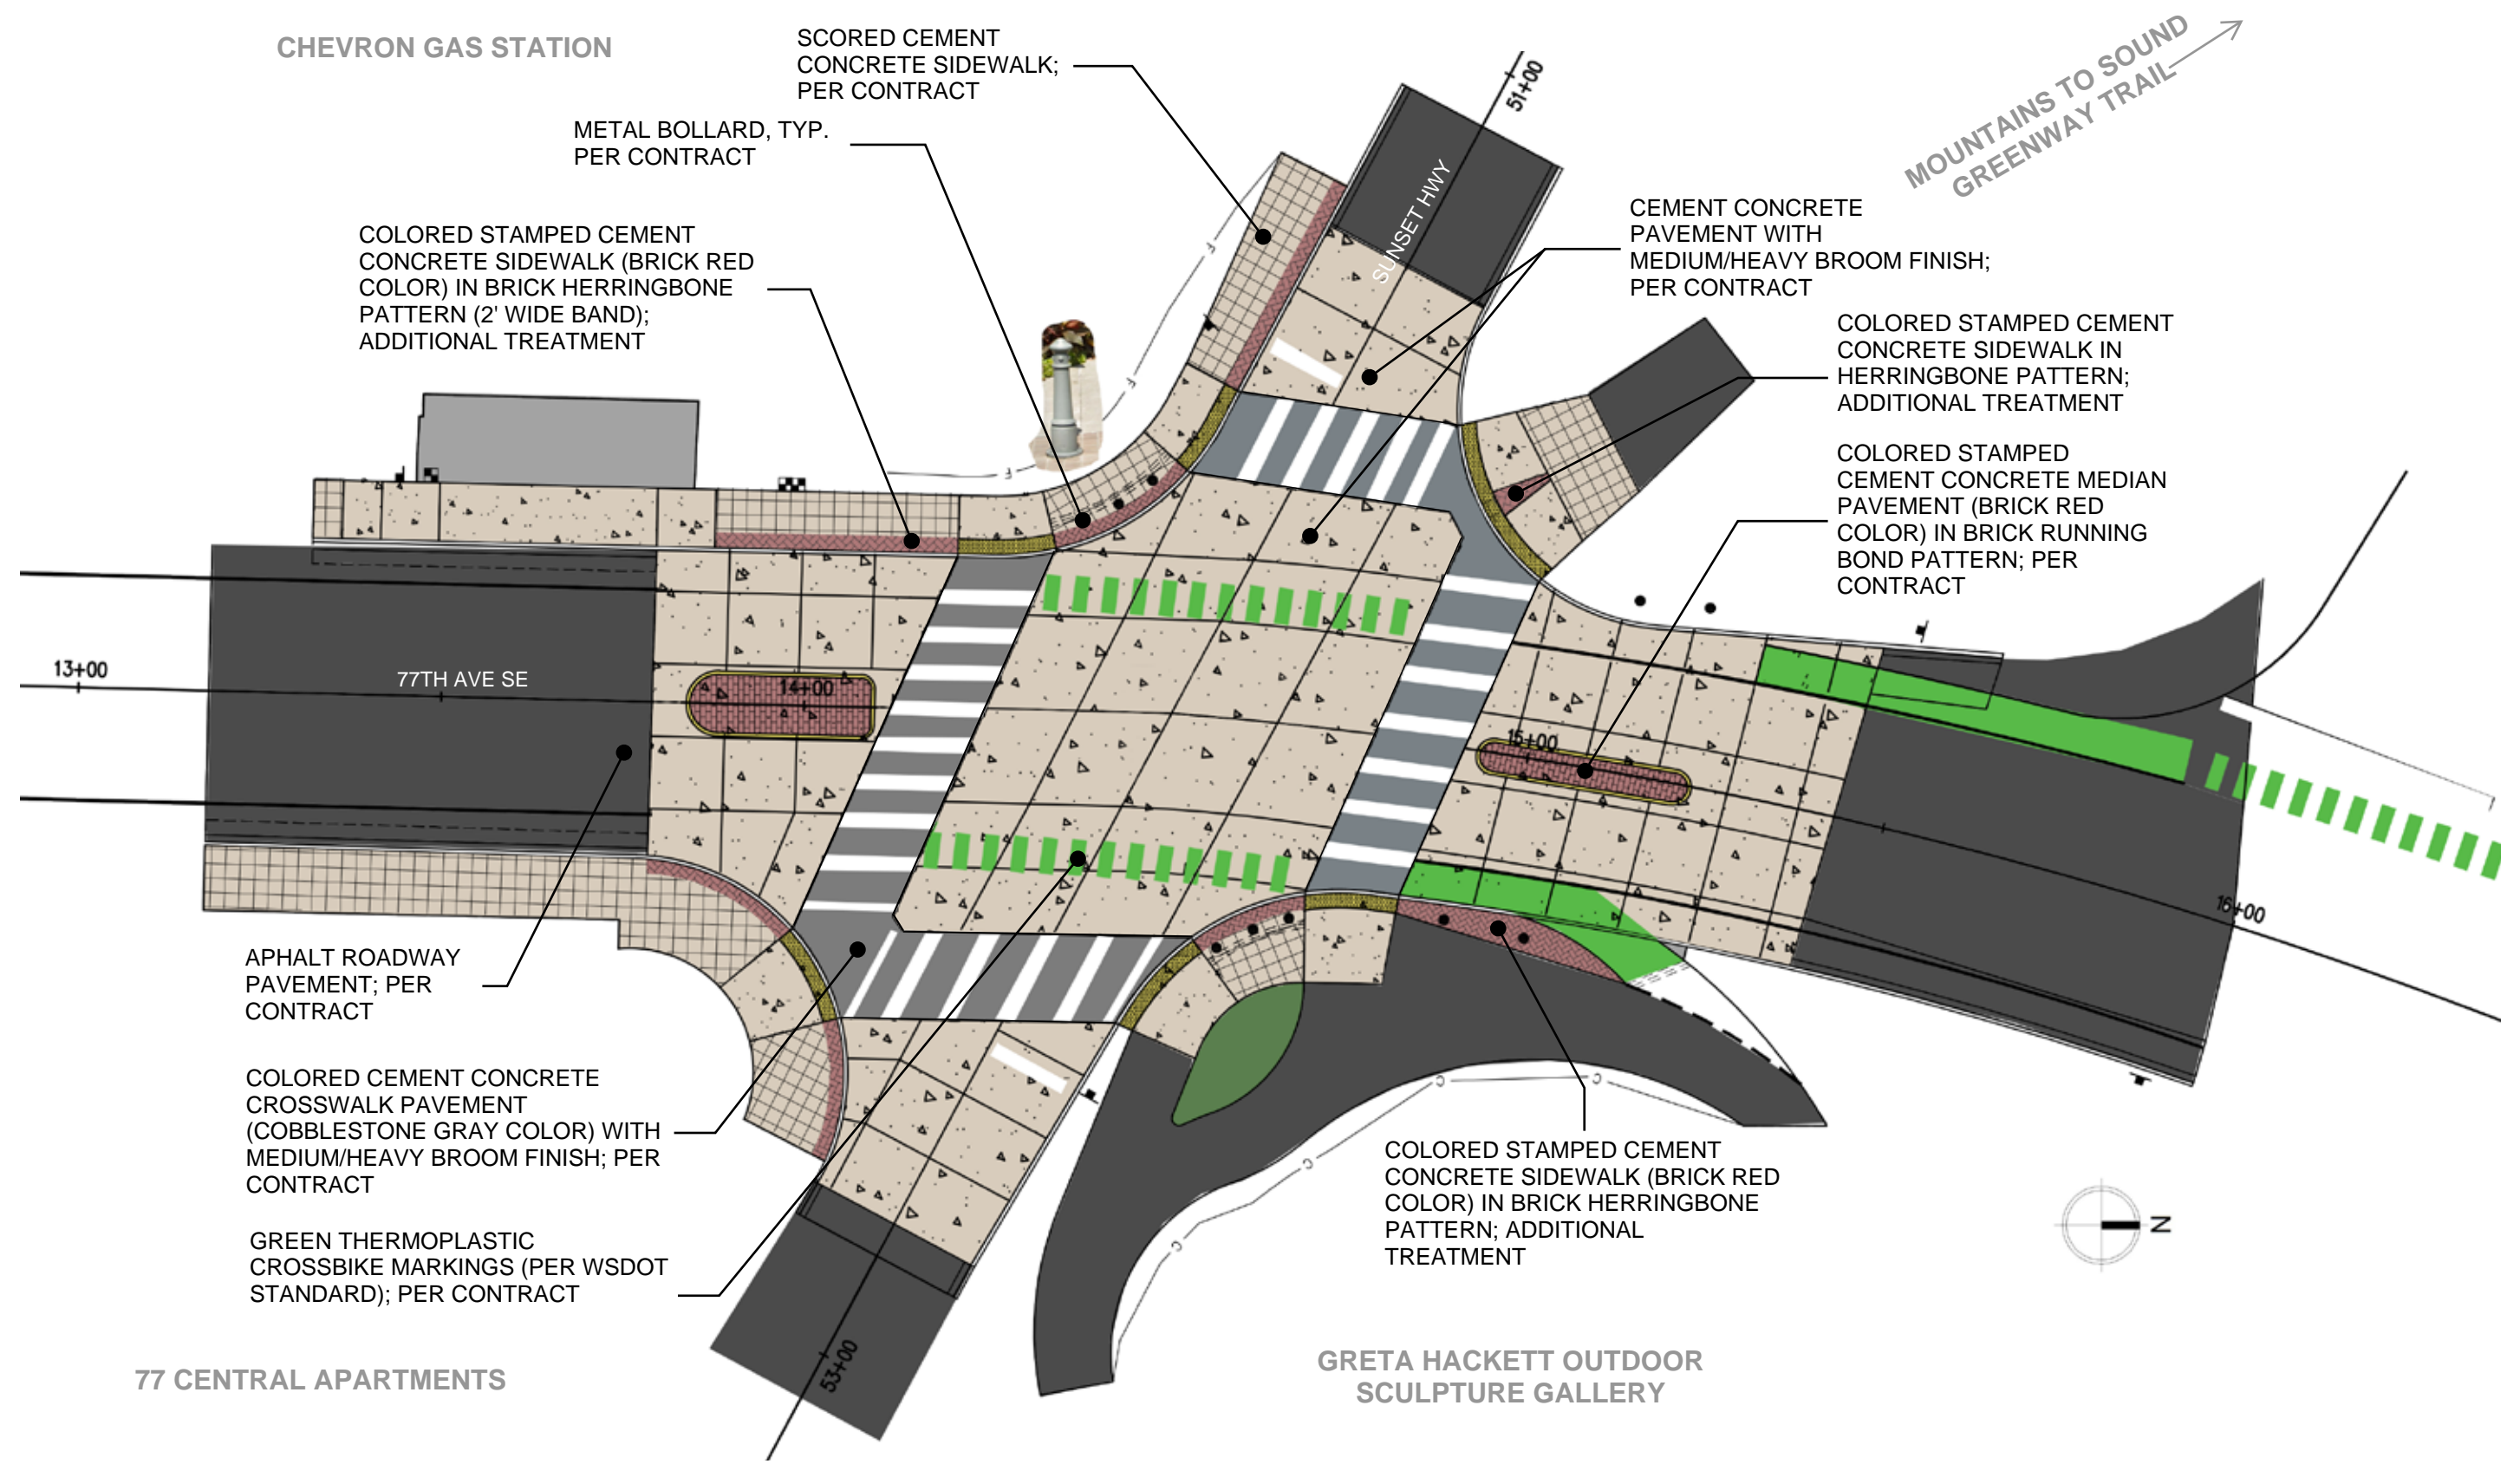 CHEVRON GAS STATION
SCORED CEMENT
CONCRETE SIDEWALK;
PER CONTRACT
METAL BOLLARD, TYP.
PER CONTRACT
COLORED STAMPED CEMENT
CONCRETE SIDEWALK (BRICK RED
COLOR) IN BRICK HERRINGBONE
PATTERN (2' WIDE BAND);
ADDITIONAL TREATMENT
51+00
SUNSET HWY
MOUNTAINS TO SOUND
GREENWAY TRAIL
CEMENT CONCRETE
PAVEMENT WITH
MEDIUM/HEAVY BROOM FINISH;
PER CONTRACT
COLORED STAMPED CEMENT
CONCRETE SIDEWALK IN
HERRINGBONE PATTERN;
ADDITIONAL TREATMENT
COLORED STAMPED
CEMENT CONCRETE MEDIAN
PAVEMENT (BRICK RED
COLOR) IN BRICK RUNNING
BOND PATTERN; PER
CONTRACT
F
F
F
13+00
77TH AVE SE
14+00
15+00
16+00
APHALT ROADWAY
PAVEMENT; PER
CONTRACT
COLORED CEMENT CONCRETE
CROSSWALK PAVEMENT
(COBBLESTONE GRAY COLOR) WITH
MEDIUM/HEAVY BROOM FINISH; PER
CONTRACT
GREEN THERMOPLASTIC
CROSSBIKE MARKINGS (PER WSDOT
STANDARD); PER CONTRACT
C
C
C
C
COLORED STAMPED CEMENT
CONCRETE SIDEWALK (BRICK RED
COLOR) IN BRICK HERRINGBONE
PATTERN; ADDITIONAL
TREATMENT
N
53+00
77 CENTRAL APARTMENTS
GRETA HACKETT OUTDOOR
SCULPTURE GALLERY